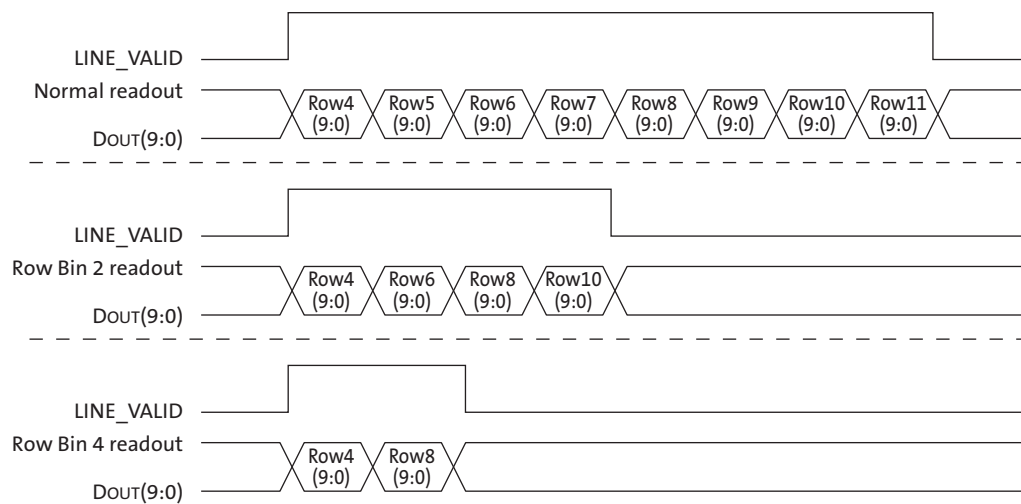 LINE_VALID
Normal readout
Row4 Row5 Row6 Row7 Row8 Row9 Row10 Row11
(9:0) (9:0) (9:0) (9:0) (9:0) (9:0) (9:0) (9:0)
DOUT(9:0)
LINE_VALID
Row Bin 2 readout
Row4 Row6 Row8 Row10
(9:0) (9:0) (9:0) (9:0)
DOUT(9:0)
LINE_VALID
Row Bin 4 readout
Row4 Row8
(9:0) (9:0)
DOUT(9:0)